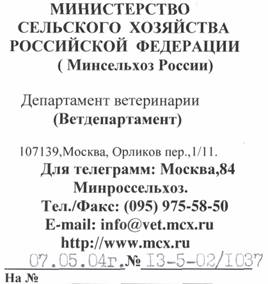 МИНИСТЕРСТВО
СЕЛЬСКОГО ХОЗЯЙСТВА
РОССИЙСКОЙ ФЕДЕРАЦИИ
( Минсельхоз России)
Департамент ветеринарии
(Ветдепартамент)
107139,Москва, Орликов пер.,1/11.
Для телеграмм: Москва,84
Минроссельхоз.
Тел./Факс: (095) 975-58-50
E-mail: info@vet.mcx.ru
http://www.mcx.ru
07.05.04г.№ I3-5-02/I037
На №